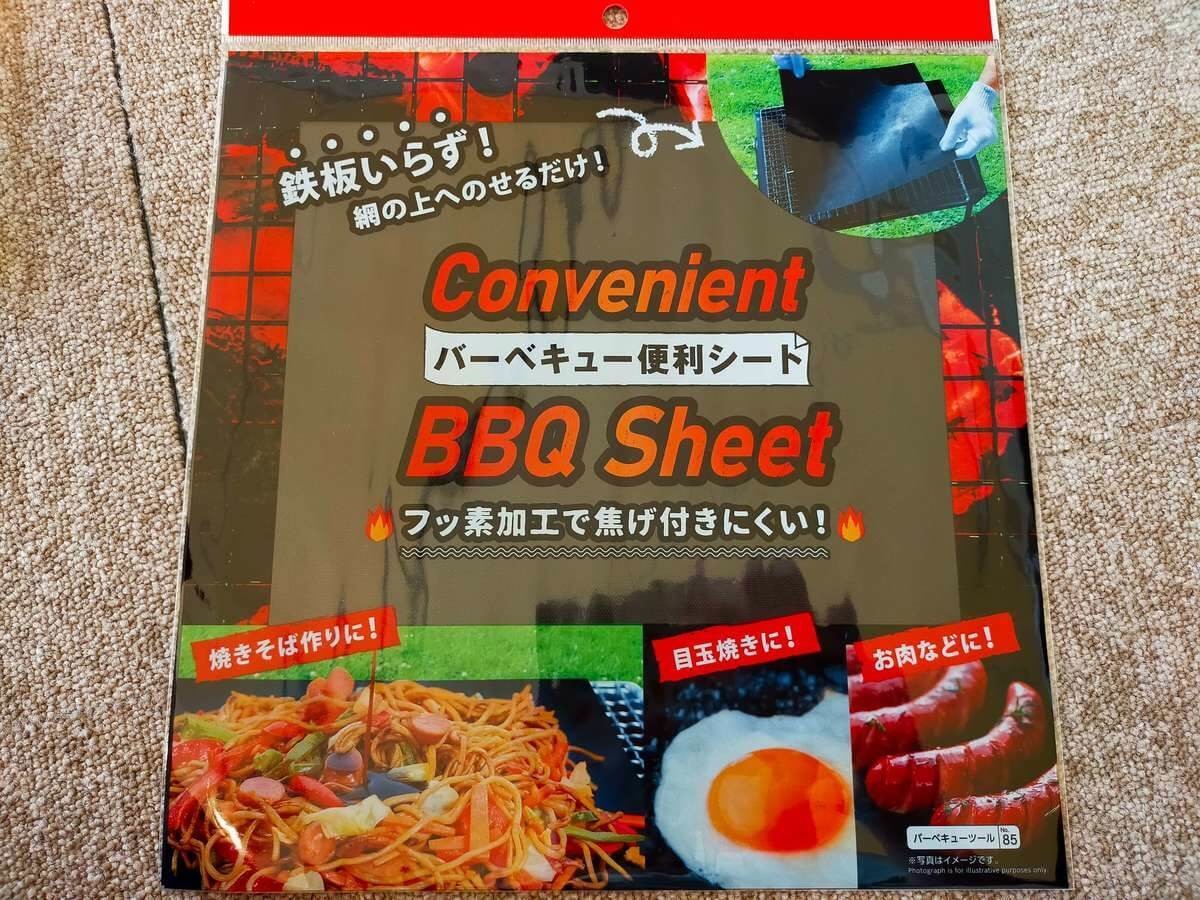 鉄板いらず！
網の上へのせるだけ！
Convenient
バーベキュー便利シート
BBQ Sheet
フッ素加工で焦げ付きにくい！
焼きそば作りに！
目玉焼きに！
お肉などに！
バーベキューツール No. 85
※写真はイメージです。
Photograph is for illustrative purposes only.